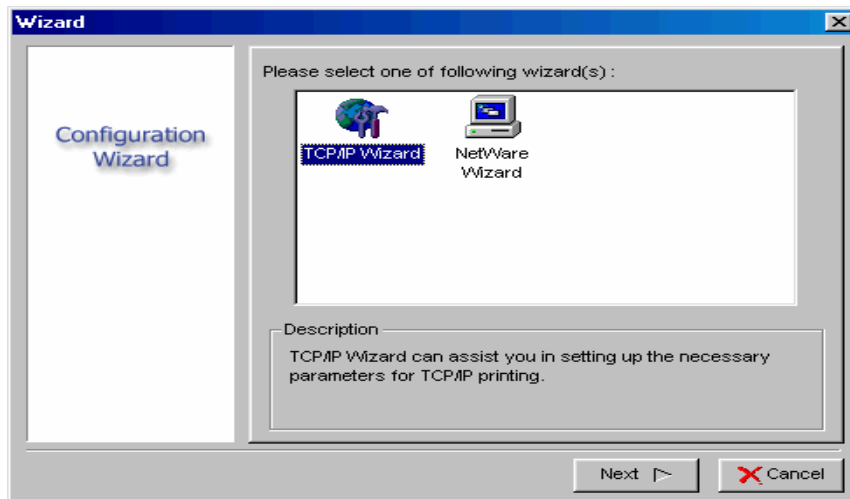 Wizard
Configuration
Wizard
Please select one of following wizard(s) :
TCP/IP Wizard
NetWare
Wizard
Description
TCP/IP Wizard can assist you in setting up the necessary
parameters for TCP/IP printing.
Next
Cancel